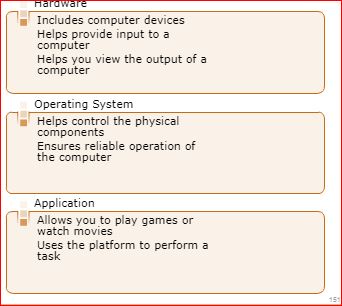 Hardware
Includes computer devices
Helps provide input to a
computer
Helps you view the output of a
computer
Operating System
Helps control the physical
components
Ensures reliable operation of
the computer
Application
Allows you to play games or
watch movies
Uses the platform to perform a
task
151